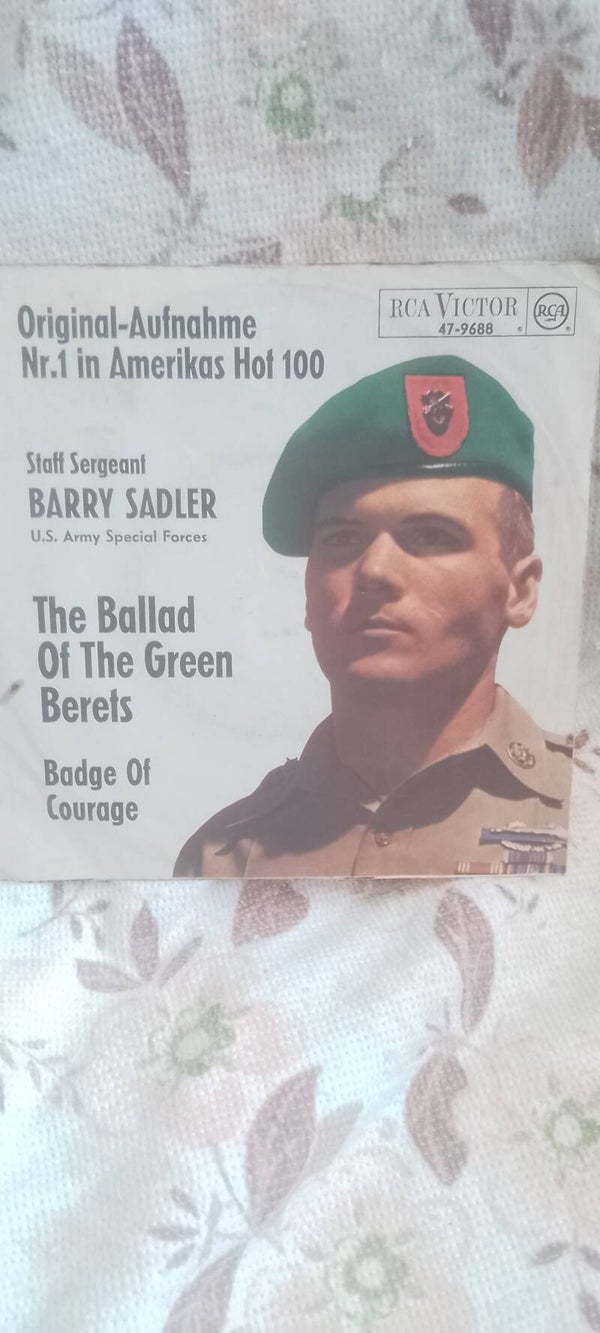 Original-Aufnahme
Nr.1 in Amerikas Hot 100
RCA VICTOR
47-9688
RCA
Staff Sergeant
BARRY SADLER
U.S. Army Special Forces
The Ballad
Of The Green
Berets
Badge Of
Courage